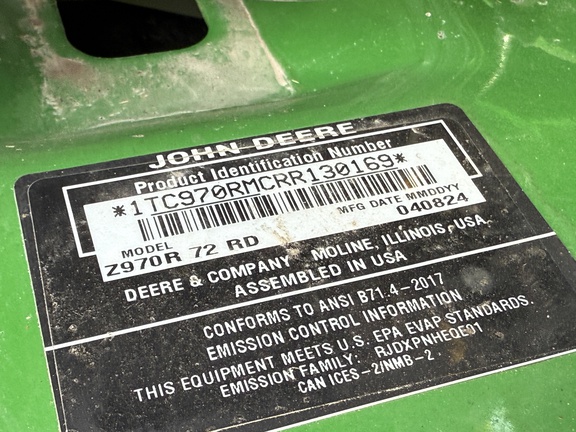 JOHN DEERE
Product Identification Number
*1TC970RMCRR130169*
MODEL MFG DATE MMDDYY
Z970R 72 RD 040824
DEERE & COMPANY MOLINE, ILLINOIS, USA.
ASSEMBLED IN USA
CONFORMS TO ANSI B71.4-2017
EMISSION CONTROL INFORMATION
THIS EQUIPMENT MEETS U.S. EPA EVAP STANDARDS.
EMISSION FAMILY: RJDXPNHEQE01
CAN ICES-2/NMB-2